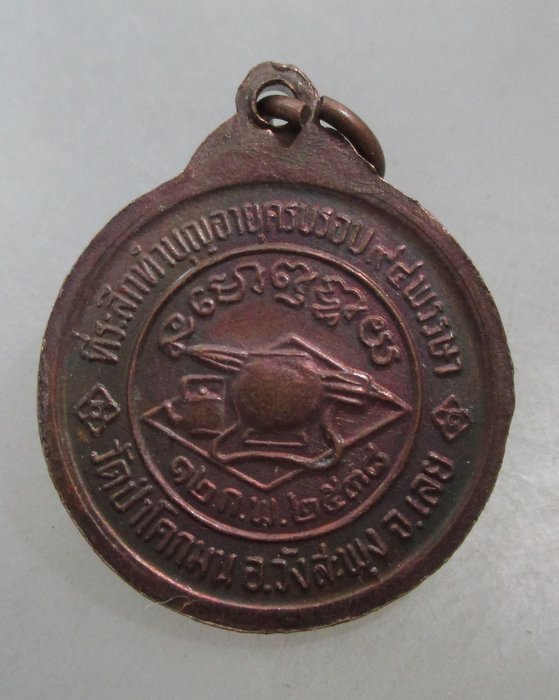 ที่ระลึกทำบุญอายุครบรอบ ๙๔ พรรษา
๑๒ ก.พ. ๒๕๓๗
วัดป่าโคกมน อ.วังสะพุง จ.เลย